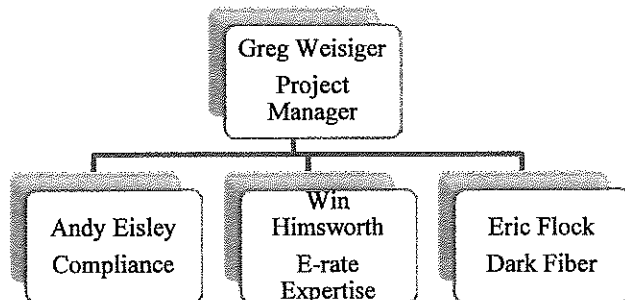 Greg Weisiger
Project
Manager
Andy Eisley
Compliance
Win
Himsworth
E-rate
Expertise
Eric Flock
Dark Fiber